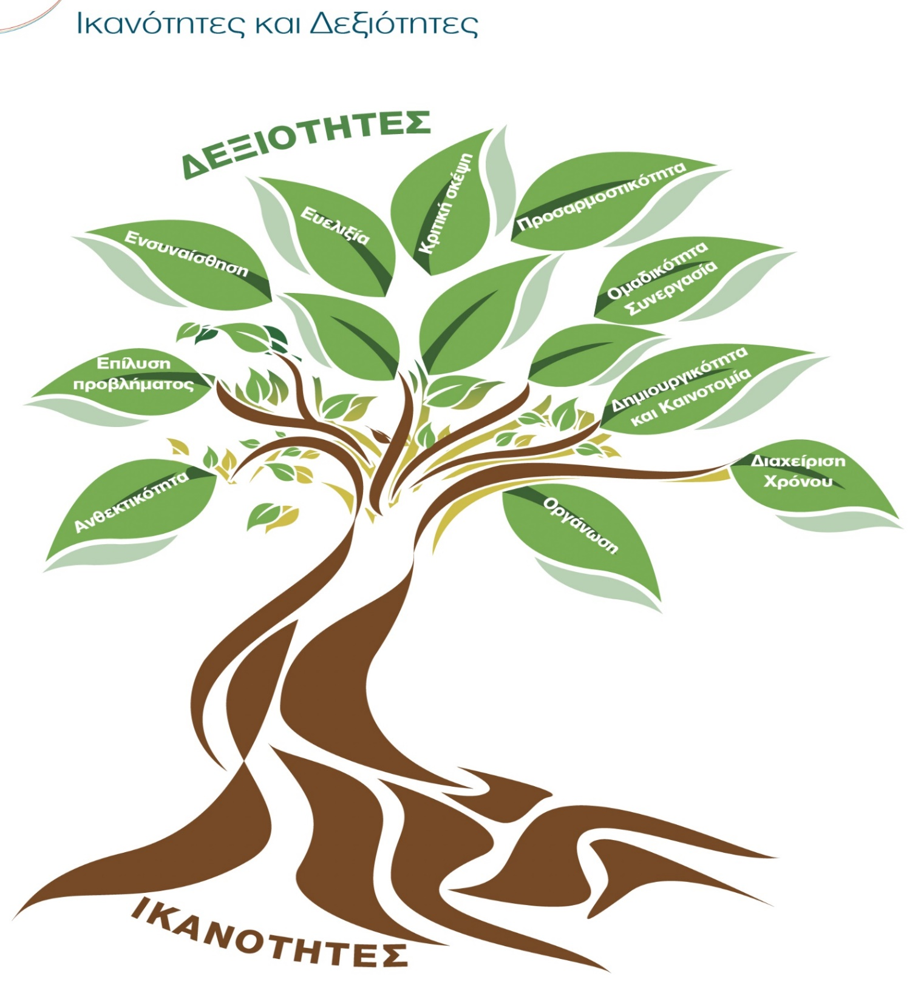 Ικανότητες και Δεξιότητες
ΔΕΞΙΟΤΗΤΕΣ
Κριτική σκέψη
Προσαρμοστικότητα
Ευελιξία
Ενσυναίσθηση
Ομαδικότητα
Συνεργασία
Επίλυση
προβλήματος
Δημιουργικότητα
και Καινοτομία
Διαχείριση
Χρόνου
Ανθεκτικότητα
Οργάνωση
ΙΚΑΝΟΤΗΤΕΣ